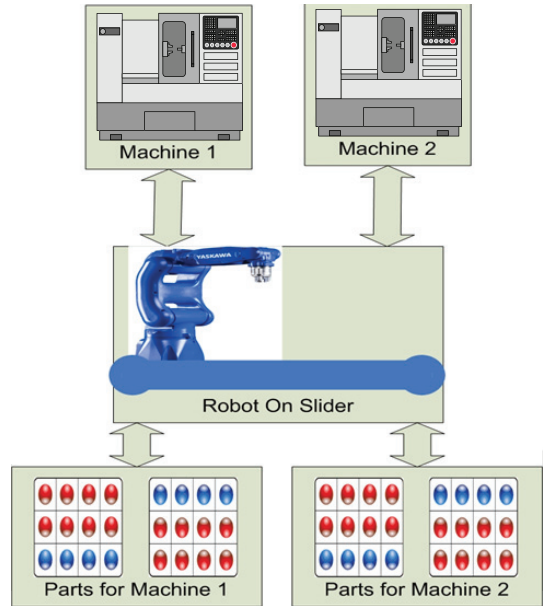 Machine 1
Machine 2
YASKAWA
Robot On Slider
Parts for Machine 1
Parts for Machine 2